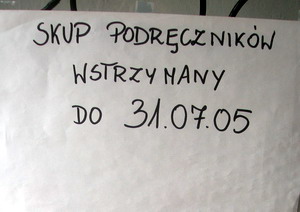 SKUP PODRĘCZNIKÓW
WSTRZYMANY
DO 31.07.05